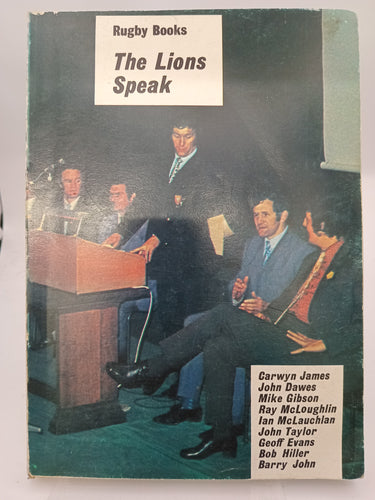 Rugby Books
The Lions
Speak
Carwyn James
John Dawes
Mike Gibson
Ray McLoughlin
Ian McLauchlan
John Taylor
Geoff Evans
Bob Hiller
Barry John